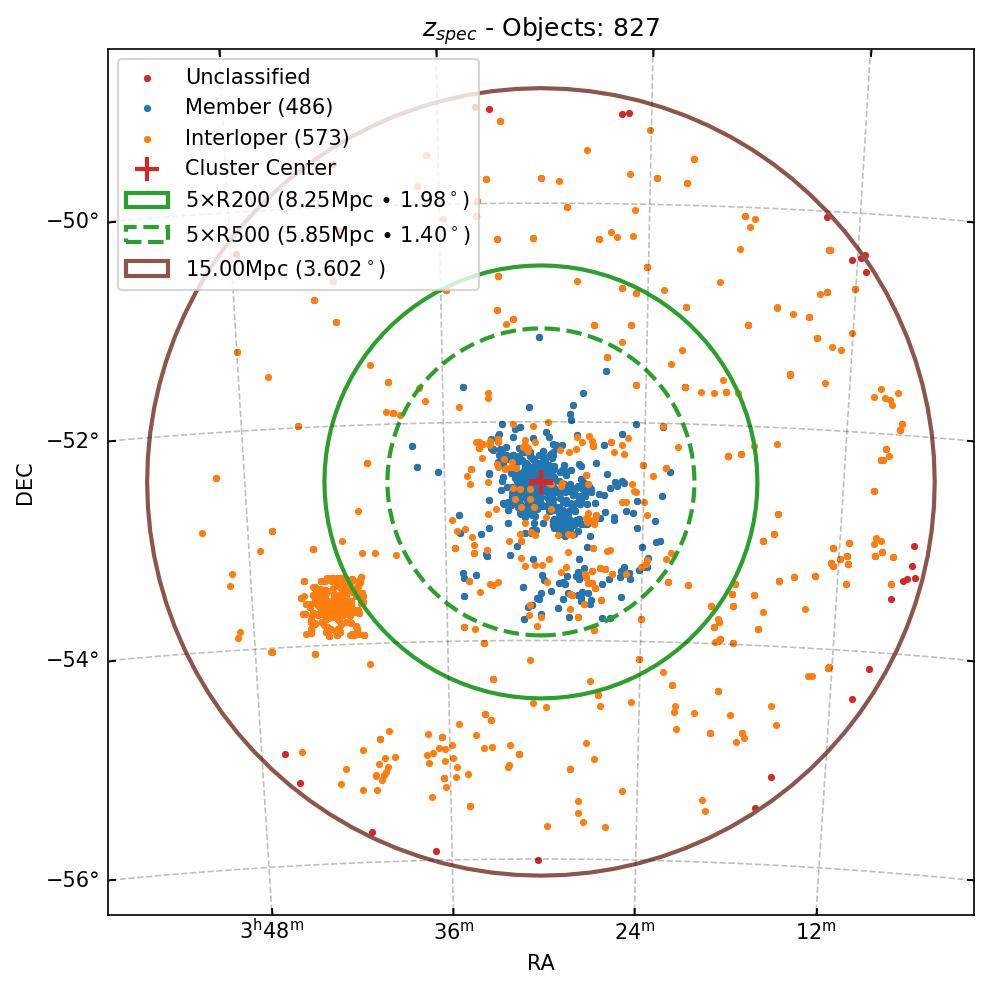 z_spec - Objects: 827
Unclassified
Member (486)
Interloper (573)
Cluster Center
5×R200 (8.25Mpc • 1.98°)
5×R500 (5.85Mpc • 1.40°)
15.00Mpc (3.602°)
−50°
−52°
−54°
−56°
DEC
3ʰ48ᵐ 36ᵐ 24ᵐ 12ᵐ
RA